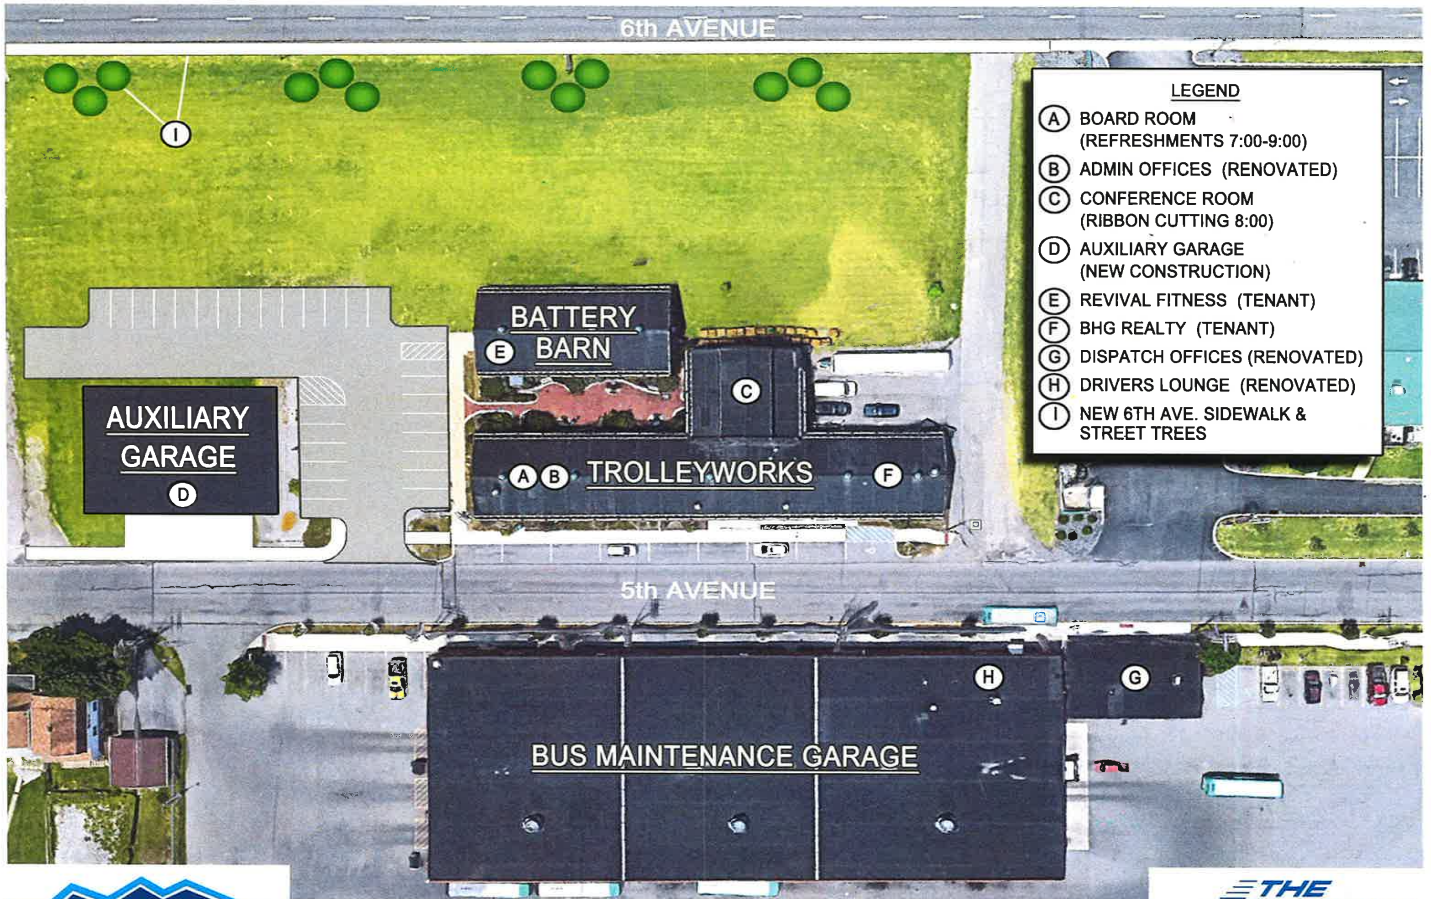 6th AVENUE
I
LEGEND
A BOARD ROOM
(REFRESHMENTS 7:00-9:00)
B ADMIN OFFICES (RENOVATED)
C CONFERENCE ROOM
(RIBBON CUTTING 8:00)
D AUXILIARY GARAGE
(NEW CONSTRUCTION)
E REVIVAL FITNESS (TENANT)
F BHG REALTY (TENANT)
G DISPATCH OFFICES (RENOVATED)
H DRIVERS LOUNGE (RENOVATED)
I NEW 6TH AVE. SIDEWALK &
STREET TREES
BATTERY
BARN
E
C
AUXILIARY
GARAGE
D
A B TROLLEYWORKS F
5th AVENUE
H G
BUS MAINTENANCE GARAGE
THE